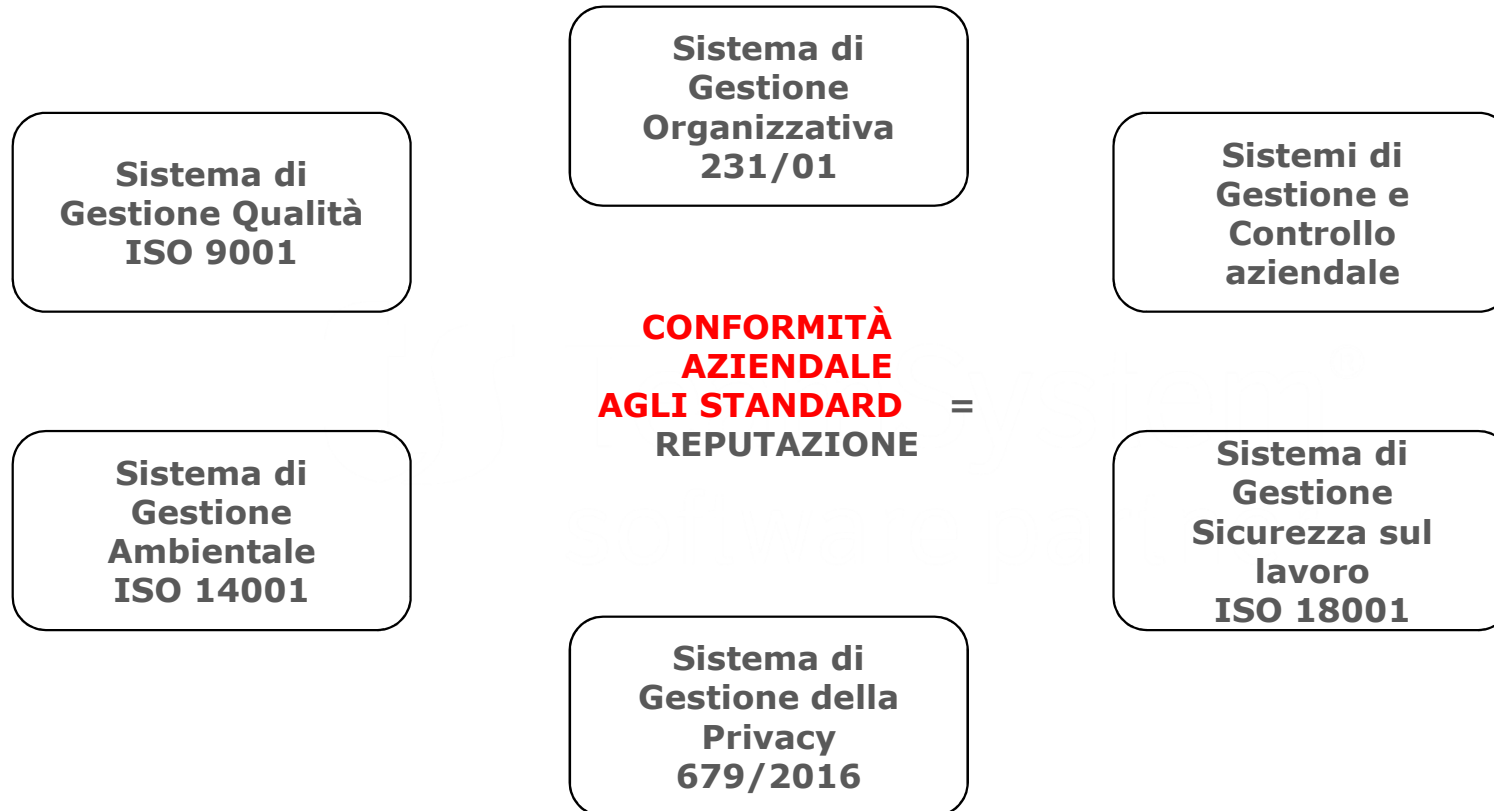 Sistema di
Gestione
Organizzativa
231/01
Sistema di
Gestione Qualità
ISO 9001
Sistemi di
Gestione e
Controllo
aziendale
CONFORMITÀ
AZIENDALE
AGLI STANDARD =
REPUTAZIONE
Sistema di
Gestione
Ambientale
ISO 14001
Sistema di
Gestione
Sicurezza sul
lavoro
ISO 18001
Sistema di
Gestione della
Privacy
679/2016